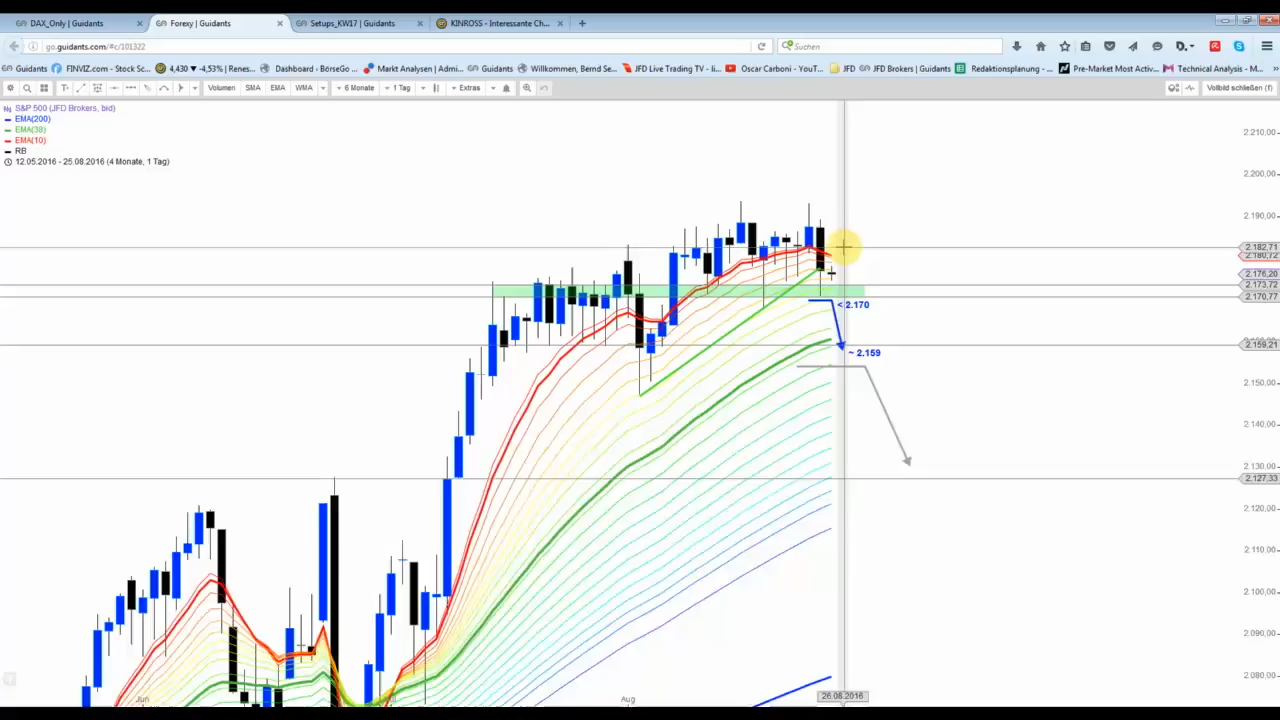 DAX_Only | Guidants
Forexy | Guidants
Setups_KW17 | Guidants
KINROSS - Interessante Ch...
go.guidants.com/#c/101322
Suchen
Guidants
FINVIZ.com - Stock Sc...
4,430 ▼ -4,53% | Renes...
Dashboard - BörseGo ...
Markt Analysen | Admi...
Guidants
Willkommen, Bernd Se...
JFD Live Trading TV - li...
Oscar Carboni - YouT...
JFD
JFD Brokers | Guidants
Redaktionsplanung - ...
Pre-Market Most Activ...
Technical Analysis - M...
Volumen
SMA
EMA
WMA
6 Monate
1 Tag
Extras
Vollbild schließen (f)
S&P 500 (JFD Brokers, bid)
EMA(200)
EMA(38)
EMA(10)
RB
12.05.2016 - 25.08.2016 (4 Monate, 1 Tag)
2.210,00
2.200,00
2.190,00
2.182,71
2.180,72
2.176,20
2.173,72
2.170,77
< 2.170
2.159,21
~ 2.159
2.150,00
2.140,00
2.130,00
2.127,33
2.120,00
2.110,00
2.100,00
2.090,00
2.080,00
Jun
Aug
26.08.2016